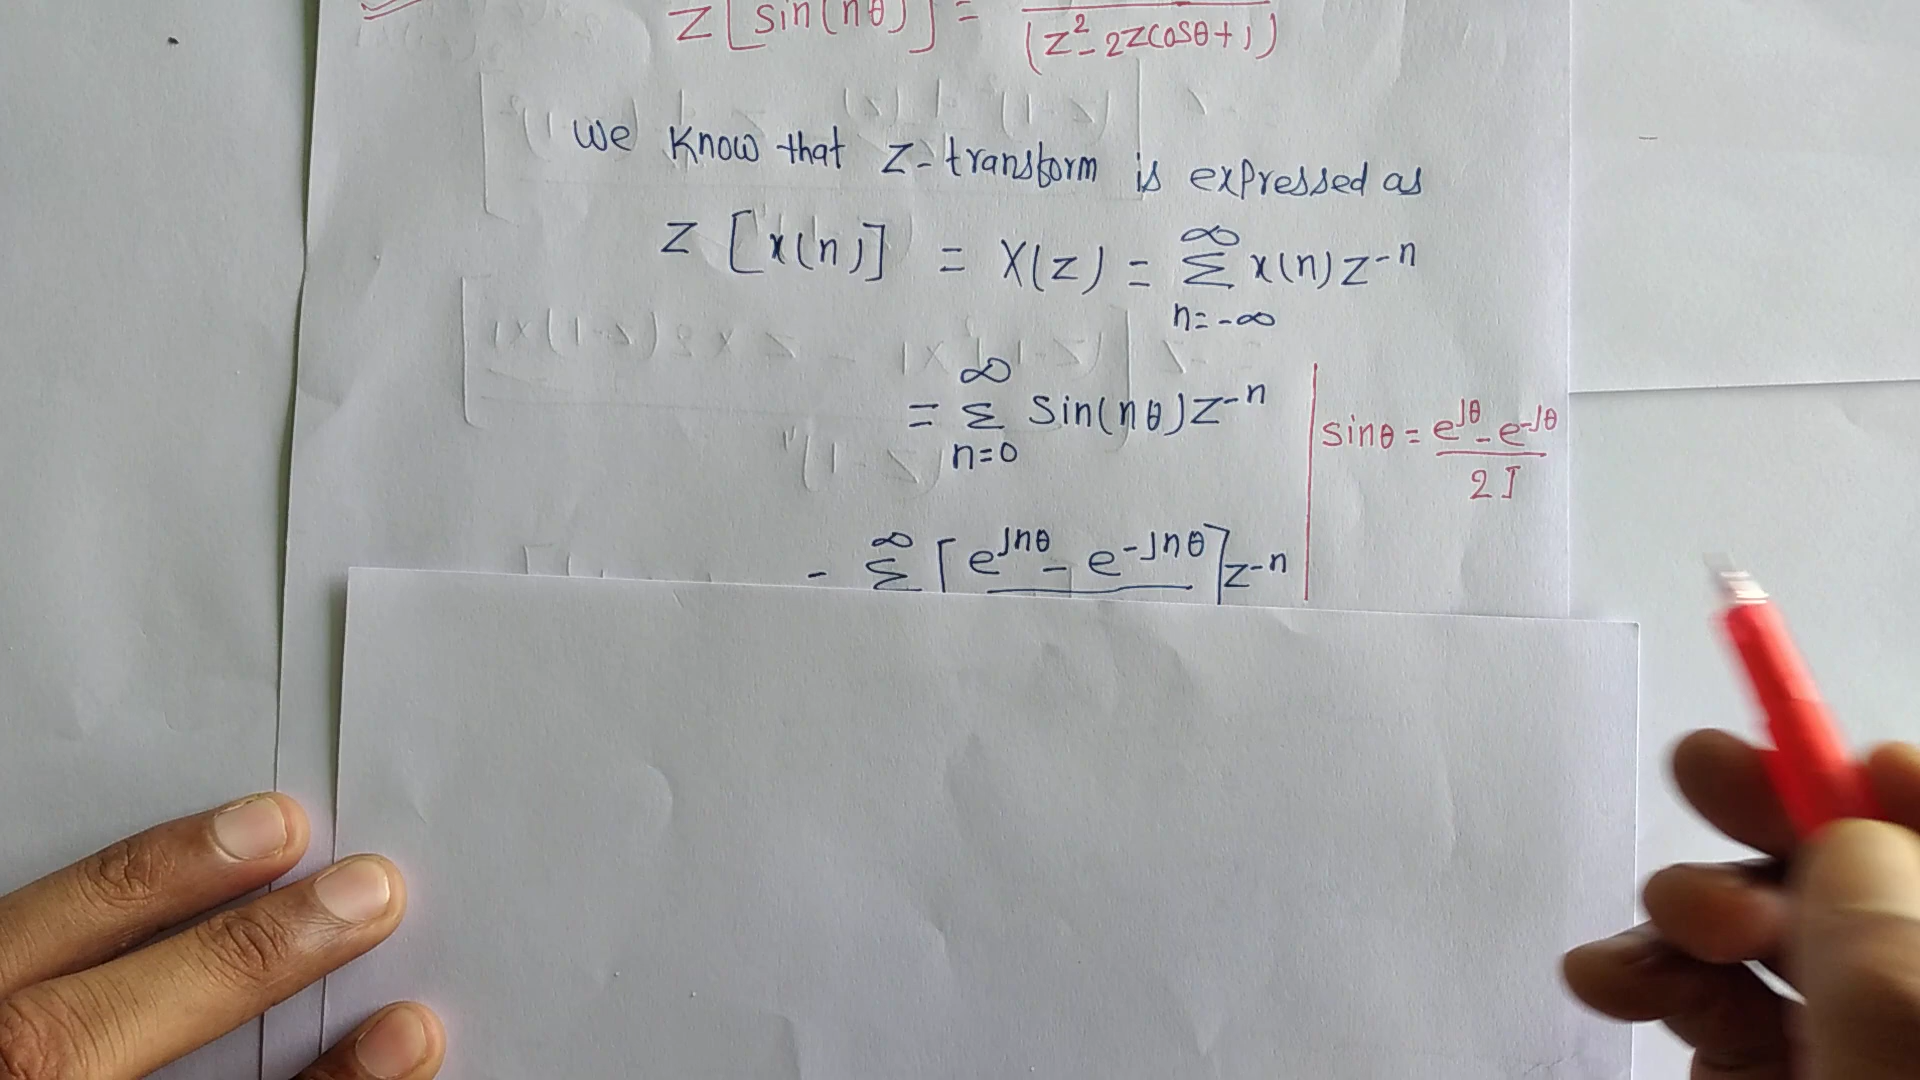 Z[sin(nθ)] = / (z²-2zcosθ+1)
we know that z-transform is expressed as
Z [x(n)] = X(z) = ∞ Σ n=-∞ x(n)z⁻ⁿ
= ∞ Σ n=0 Sin(nθ)z⁻ⁿ
sinθ = e^jθ - e^-jθ / 2j
∞ Σ [e^jnθ - e^-jnθ] z⁻ⁿ